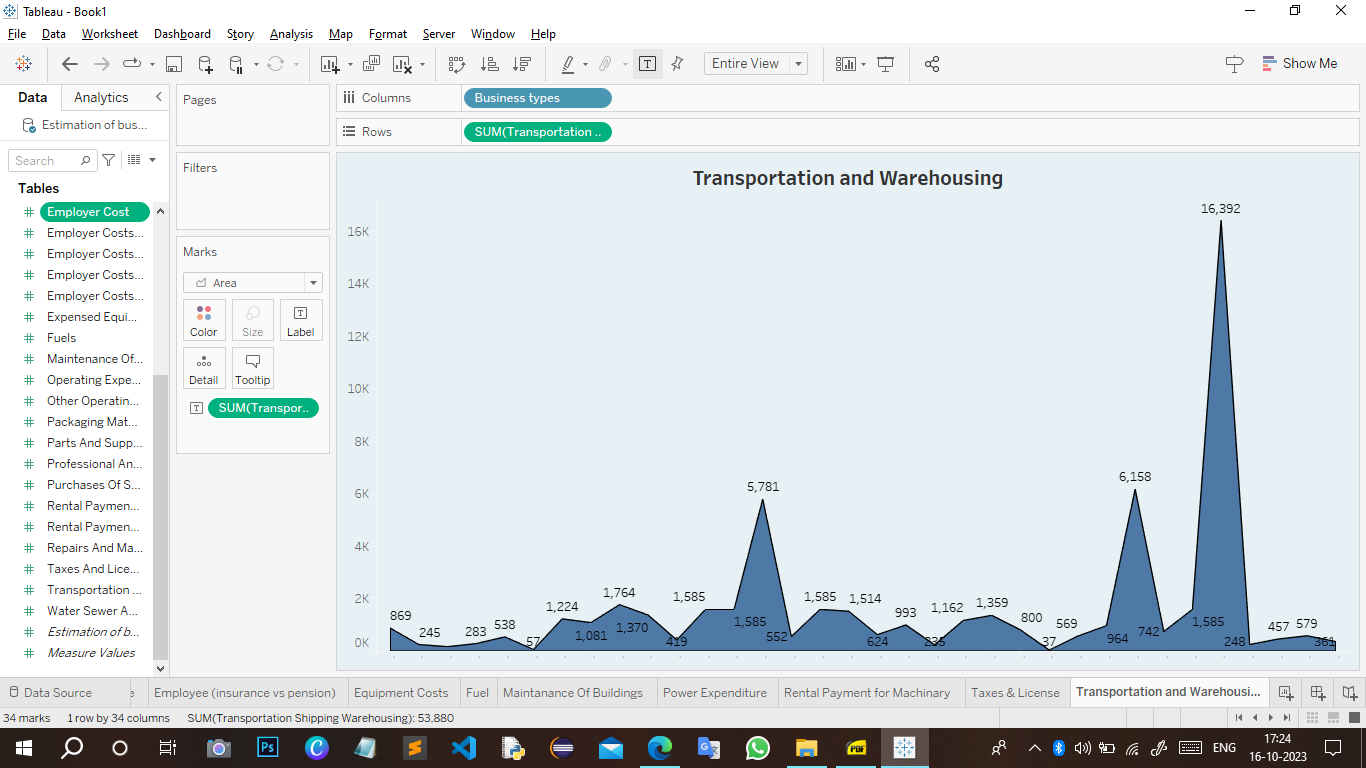 Tableau - Book1
File Data Worksheet Dashboard Story Analysis Map Format Server Window Help
Entire View
Show Me
Data Analytics
Estimation of bus...
Search
Tables
Employer Cost
Employer Costs...
Employer Costs...
Employer Costs...
Employer Costs...
Expensed Equi...
Fuels
Maintenance Of...
Operating Expe...
Other Operatin...
Packaging Mat...
Parts And Supp...
Professional An...
Purchases Of S...
Rental Paymen...
Rental Paymen...
Repairs And Ma...
Taxes And Lice...
Transportation ...
Water Sewer A...
Estimation of b...
Measure Values
Pages
Filters
Marks
Area
Color Size Label
Detail Tooltip
SUM(Transpor..
Columns Business types
Rows SUM(Transportation ..
Transportation and Warehousing
16K
14K
12K
10K
8K
6K
4K
2K
0K
869
245
283
538
57
1,224
1,081
1,764
1,370
419
1,585
1,585
5,781
552
1,585
1,514
624
993
235
1,162
1,359
800
37
569
964
6,158
742
1,585
16,392
248
457
579
361
Data Source e Employee (insurance vs pension) Equipment Costs Fuel Maintanance Of Buildings Power Expenditure Rental Payment for Machinery Taxes & License Transportation and Warehousi...
34 marks 1 row by 34 columns SUM(Transportation Shipping Warehousing): 53,880
Ps
PDF
ENG
17:24
16-10-2023